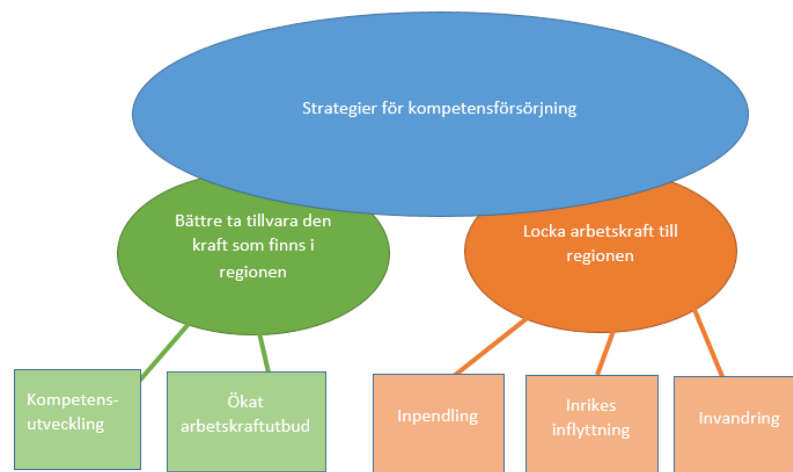 Strategier för kompetensförsörjning
Bättre ta tillvara den
kraft som finns i
regionen
Locka arbetskraft till
regionen
Kompetens-
utveckling
Ökat
arbetskraftutbud
Inpendling
Inrikes
inflyttning
Invandring